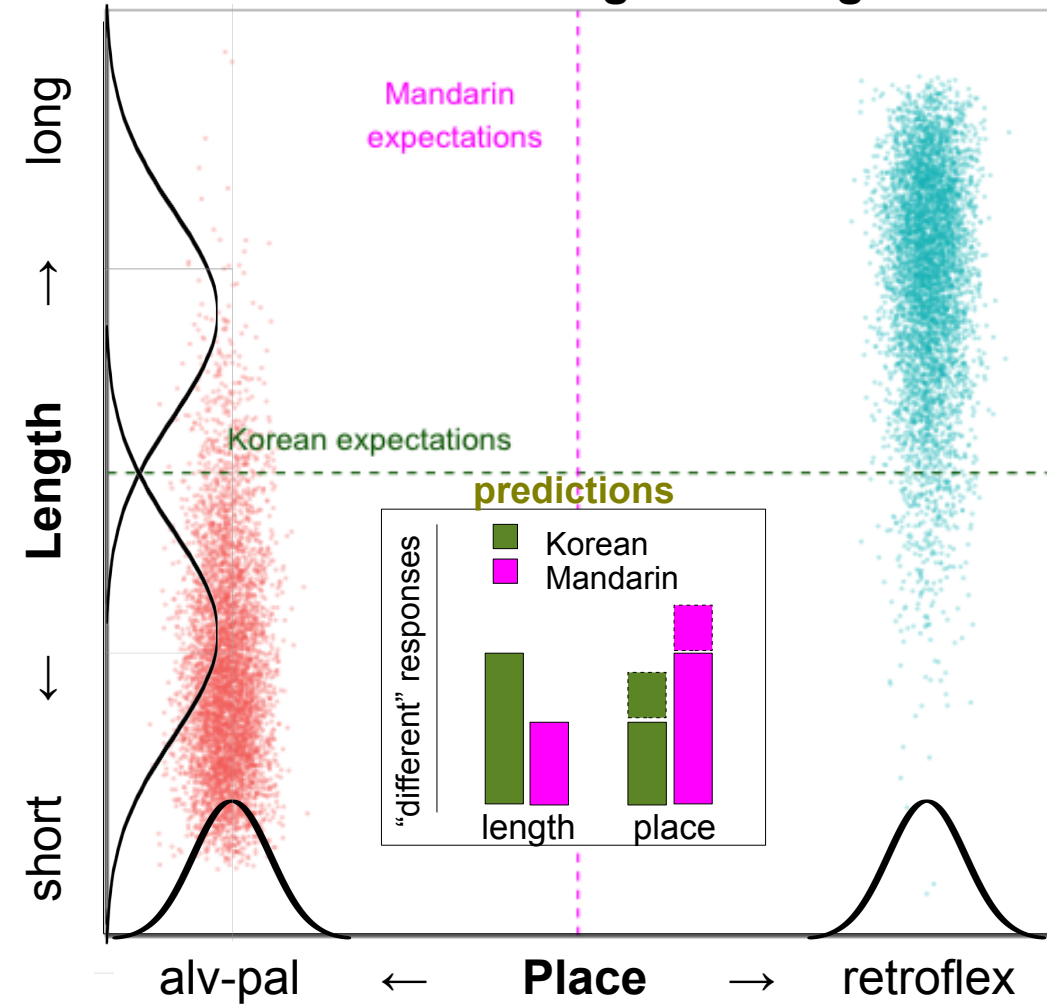 Mandarin
expectations
Korean expectations
predictions
Korean
Mandarin
"different" responses
length place
long
→
Length
←
short
alv-pal ← Place → retroflex